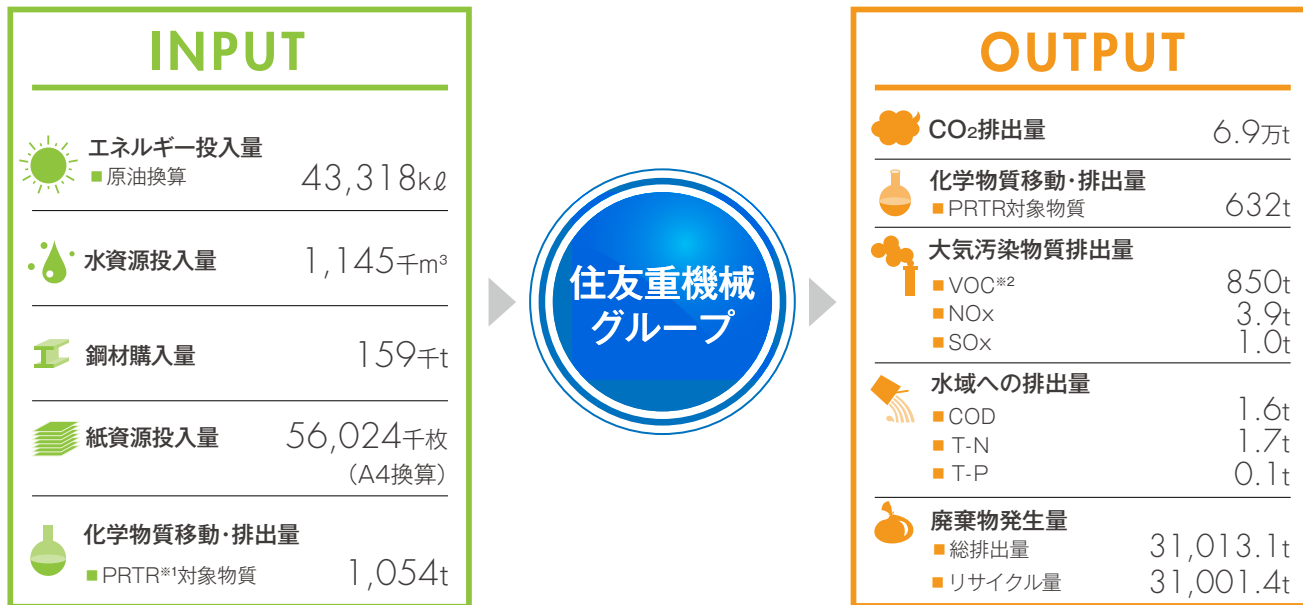 INPUT
エネルギー投入量
■原油換算 43,318kℓ
水資源投入量 1,145千m³
鋼材購入量 159千t
紙資源投入量 56,024千枚
（A4換算）
化学物質移動・排出量
■PRTR※1対象物質 1,054t
住友重機械
グループ
OUTPUT
CO₂排出量 6.9万t
化学物質移動・排出量
■PRTR対象物質 632t
大気汚染物質排出量
■VOC※2 850t
■NOx 3.9t
■SOx 1.0t
水域への排出量
■COD 1.6t
■T-N 1.7t
■T-P 0.1t
廃棄物発生量
■総排出量 31,013.1t
■リサイクル量 31,001.4t